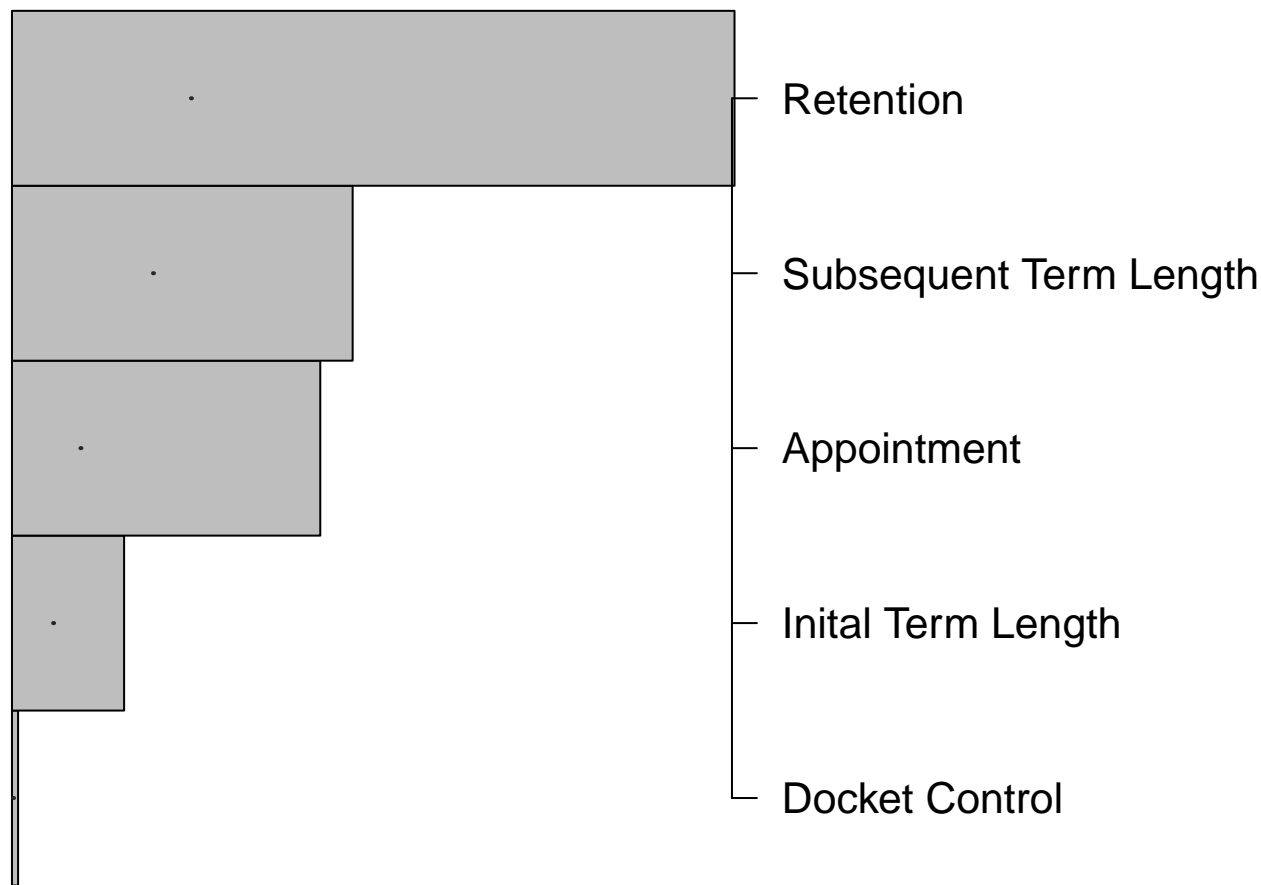 Retention
Subsequent Term Length
Appointment
Inital Term Length
Docket Control